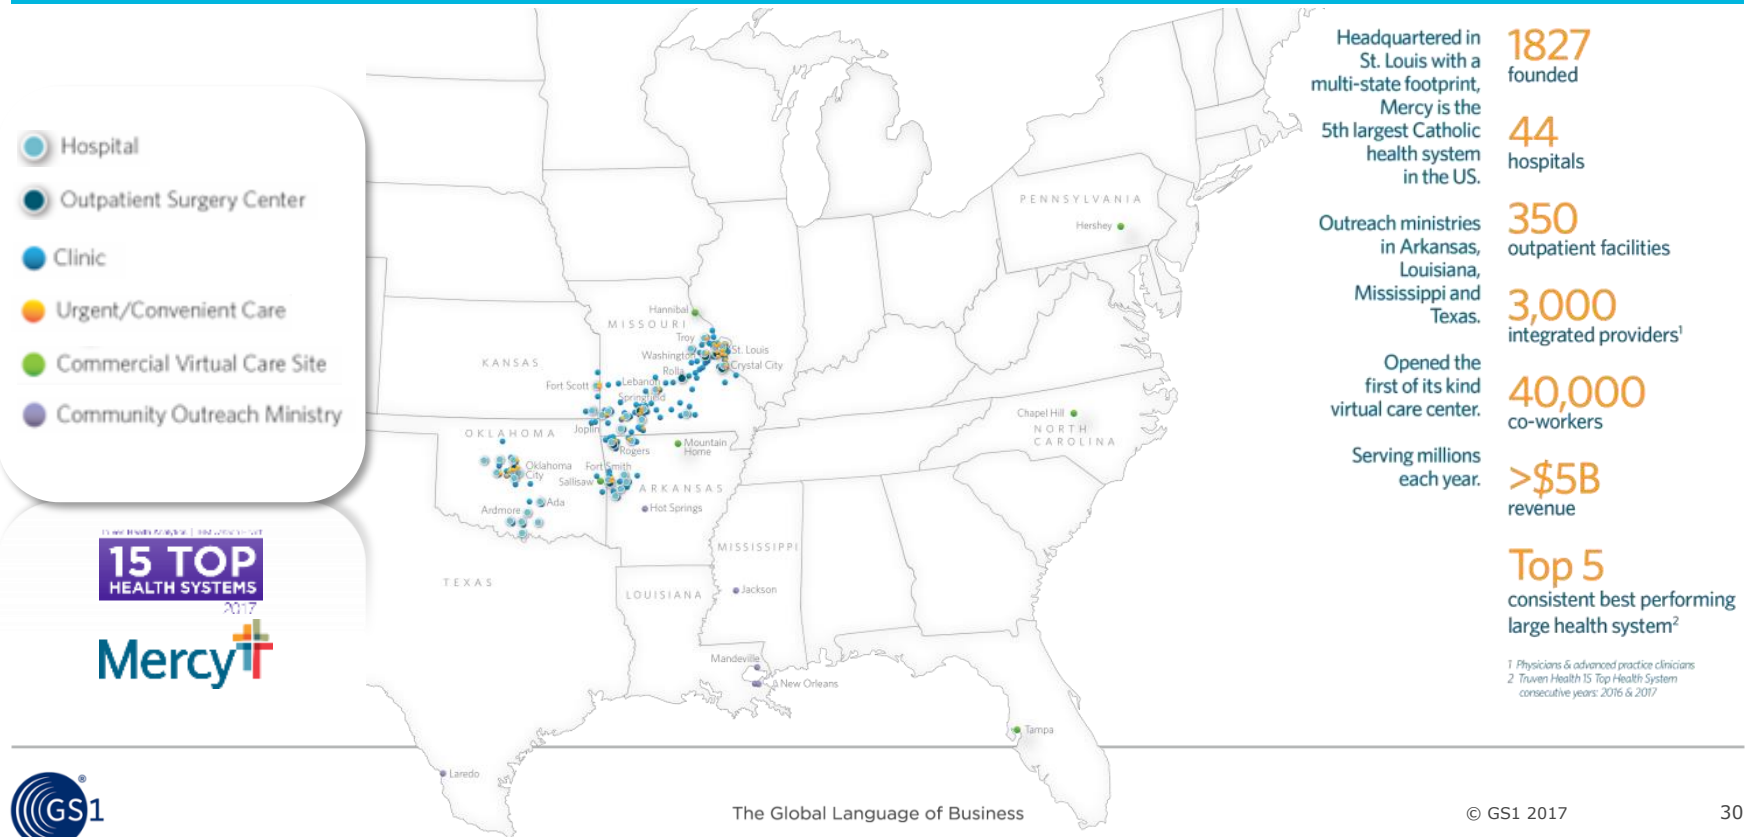 Hospital
Outpatient Surgery Center
Clinic
Urgent/Convenient Care
Commercial Virtual Care Site
Community Outreach Ministry
15 TOP
HEALTH SYSTEMS
2017
Mercy
PENNSYLVANIA
Hershey
Hannibal
MISSOURI
Troy
St. Louis
Washington
Crystal City
KANSAS
Rolla
Fort Scott
Lebanon
Springfield
Chapel Hill
NORTH
CAROLINA
Joplin
OKLAHOMA
Mountain
Home
Rogers
Oklahoma
City
Fort Smith
Sallisaw
ARKANSAS
Ada
Ardmore
Hot Springs
MISSISSIPPI
TEXAS
LOUISIANA
Jackson
Mandeville
New Orleans
Tampa
Laredo
Headquartered in
St. Louis with a
multi-state footprint,
Mercy is the
5th largest Catholic
health system
in the US.
Outreach ministries
in Arkansas,
Louisiana,
Mississippi and
Texas.
Opened the
first of its kind
virtual care center.
Serving millions
each year.
1827
founded
44
hospitals
350
outpatient facilities
3,000
integrated providers¹
40,000
co-workers
>$5B
revenue
Top 5
consistent best performing
large health system²
1 Physicians & advanced practice clinicians
2 Truven Health 15 Top Health System
consecutive years: 2016 & 2017
GS1
®
The Global Language of Business
© GS1 2017
30